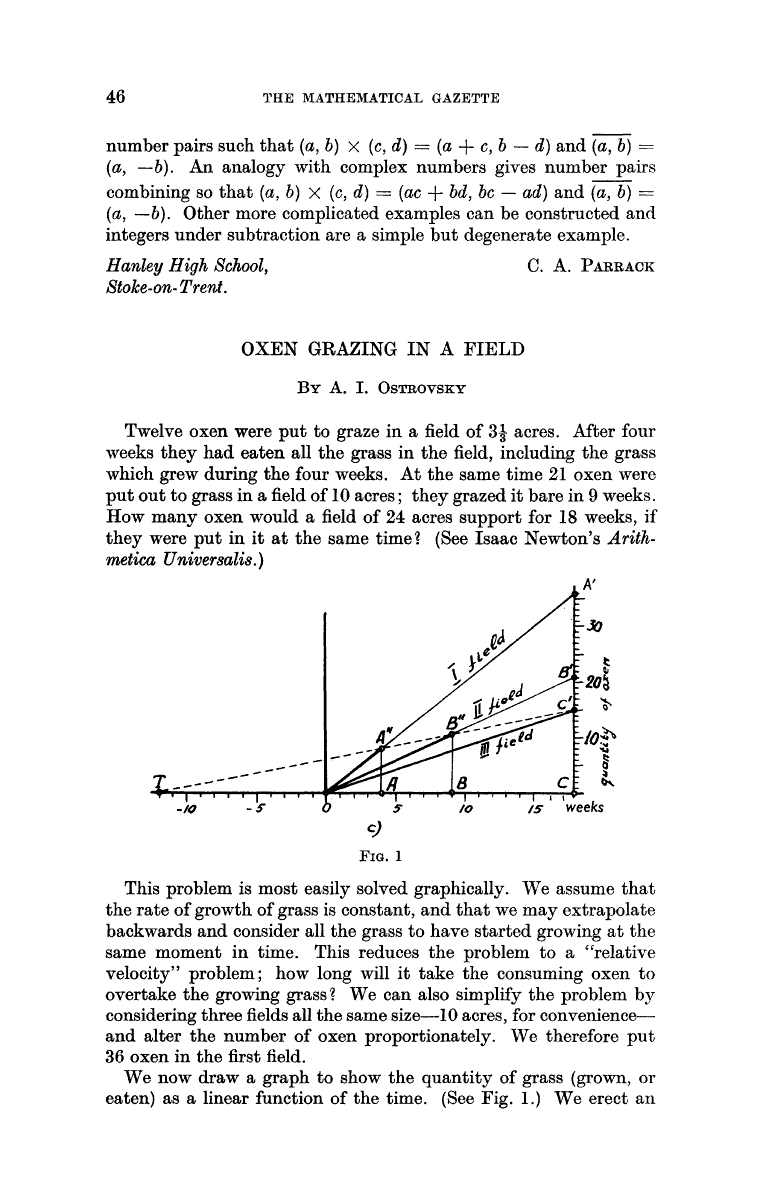 46 THE MATHEMATICAL GAZETTE
number pairs such that (a, b) × (c, d) = (a + c, b − d) and \overline{(a, b)} =
(a, −b). An analogy with complex numbers gives number pairs
combining so that (a, b) × (c, d) = (ac + bd, bc − ad) and \overline{(a, b)} =
(a, −b). Other more complicated examples can be constructed and
integers under subtraction are a simple but degenerate example.
Hanley High School, C. A. PARRACK
Stoke-on-Trent.
OXEN GRAZING IN A FIELD
BY A. I. OSTROVSKY
Twelve oxen were put to graze in a field of 3⅓ acres. After four
weeks they had eaten all the grass in the field, including the grass
which grew during the four weeks. At the same time 21 oxen were
put out to grass in a field of 10 acres; they grazed it bare in 9 weeks.
How many oxen would a field of 24 acres support for 18 weeks, if
they were put in it at the same time? (See Isaac Newton's Arith-
metica Universalis.)
A′
30
I field
B′
20
II field
C′
B″
A″
III field
10
quantity of oxen
T
A
B
C
-10 -5 0 5 10 15 weeks
c)
FIG. 1
This problem is most easily solved graphically. We assume that
the rate of growth of grass is constant, and that we may extrapolate
backwards and consider all the grass to have started growing at the
same moment in time. This reduces the problem to a "relative
velocity" problem; how long will it take the consuming oxen to
overtake the growing grass? We can also simplify the problem by
considering three fields all the same size—10 acres, for convenience—
and alter the number of oxen proportionately. We therefore put
36 oxen in the first field.
We now draw a graph to show the quantity of grass (grown, or
eaten) as a linear function of the time. (See Fig. 1.) We erect an